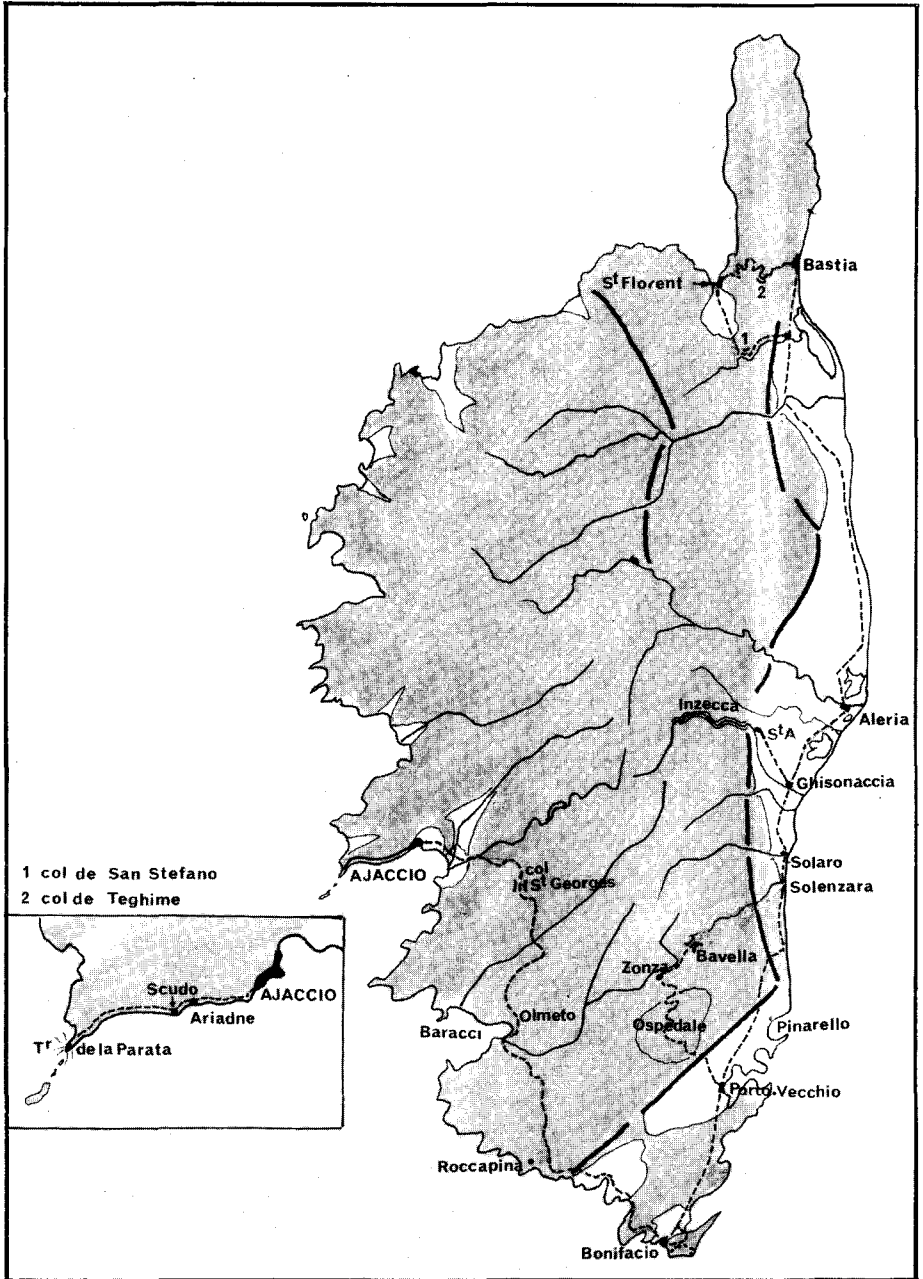 Bastia
St Florent
2
1
Inzecca
St A
Aleria
Ghisonaccia
AJACCIO
col
St Georges
Solaro
Solenzara
Bavella
Zonza
Olmeto
Ospedale
Baracci
Pinarello
Porto.Vecchio
Roccapina
Bonifacio
1 col de San Stefano
2 col de Teghime
Scudo
AJACCIO
Ariadne
Tr de la Parata